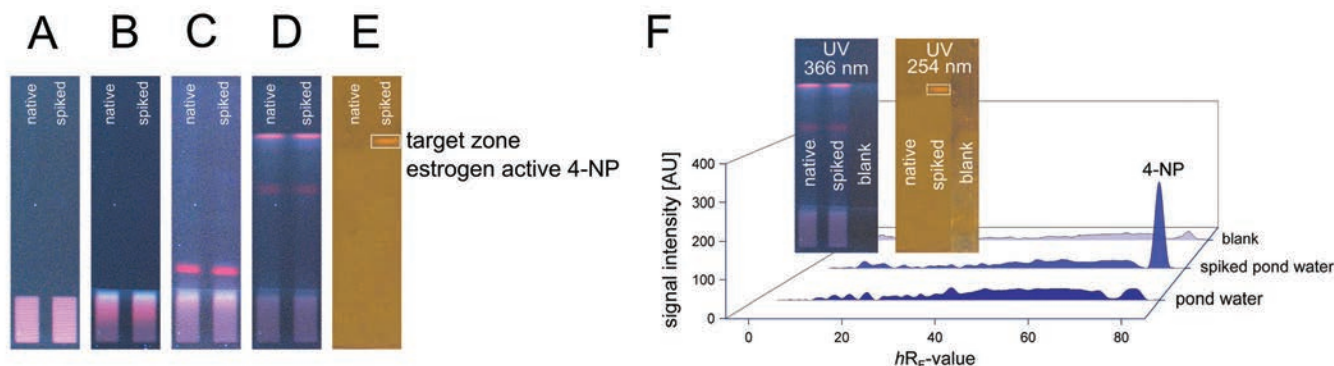 A
B
C
D
E
F
native
spiked
native
spiked
native
spiked
native
spiked
native
spiked
target zone
estrogen active 4-NP
UV
366 nm
native
spiked
blank
UV
254 nm
native
spiked
blank
signal intensity [AU]
400
300
200
100
0
4-NP
blank
spiked pond water
pond water
0
20
40
60
80
hRF-value